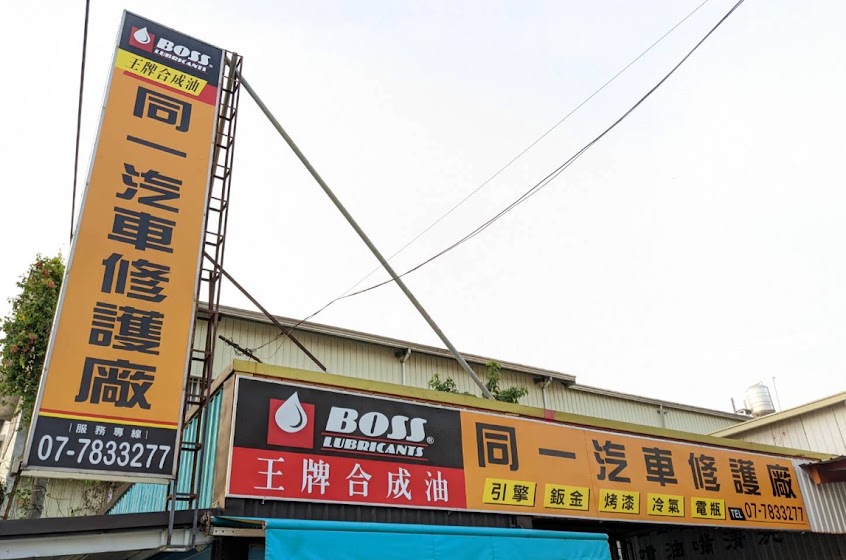 BOSS
LUBRICANTS
王牌合成油
同一汽車修護廠
服務專線
07-7833277
BOSS®
LUBRICANTS
王牌合成油
同一汽車修護廠
引擎 鈑金 烤漆 冷氣 電瓶
TEL 07-7833277